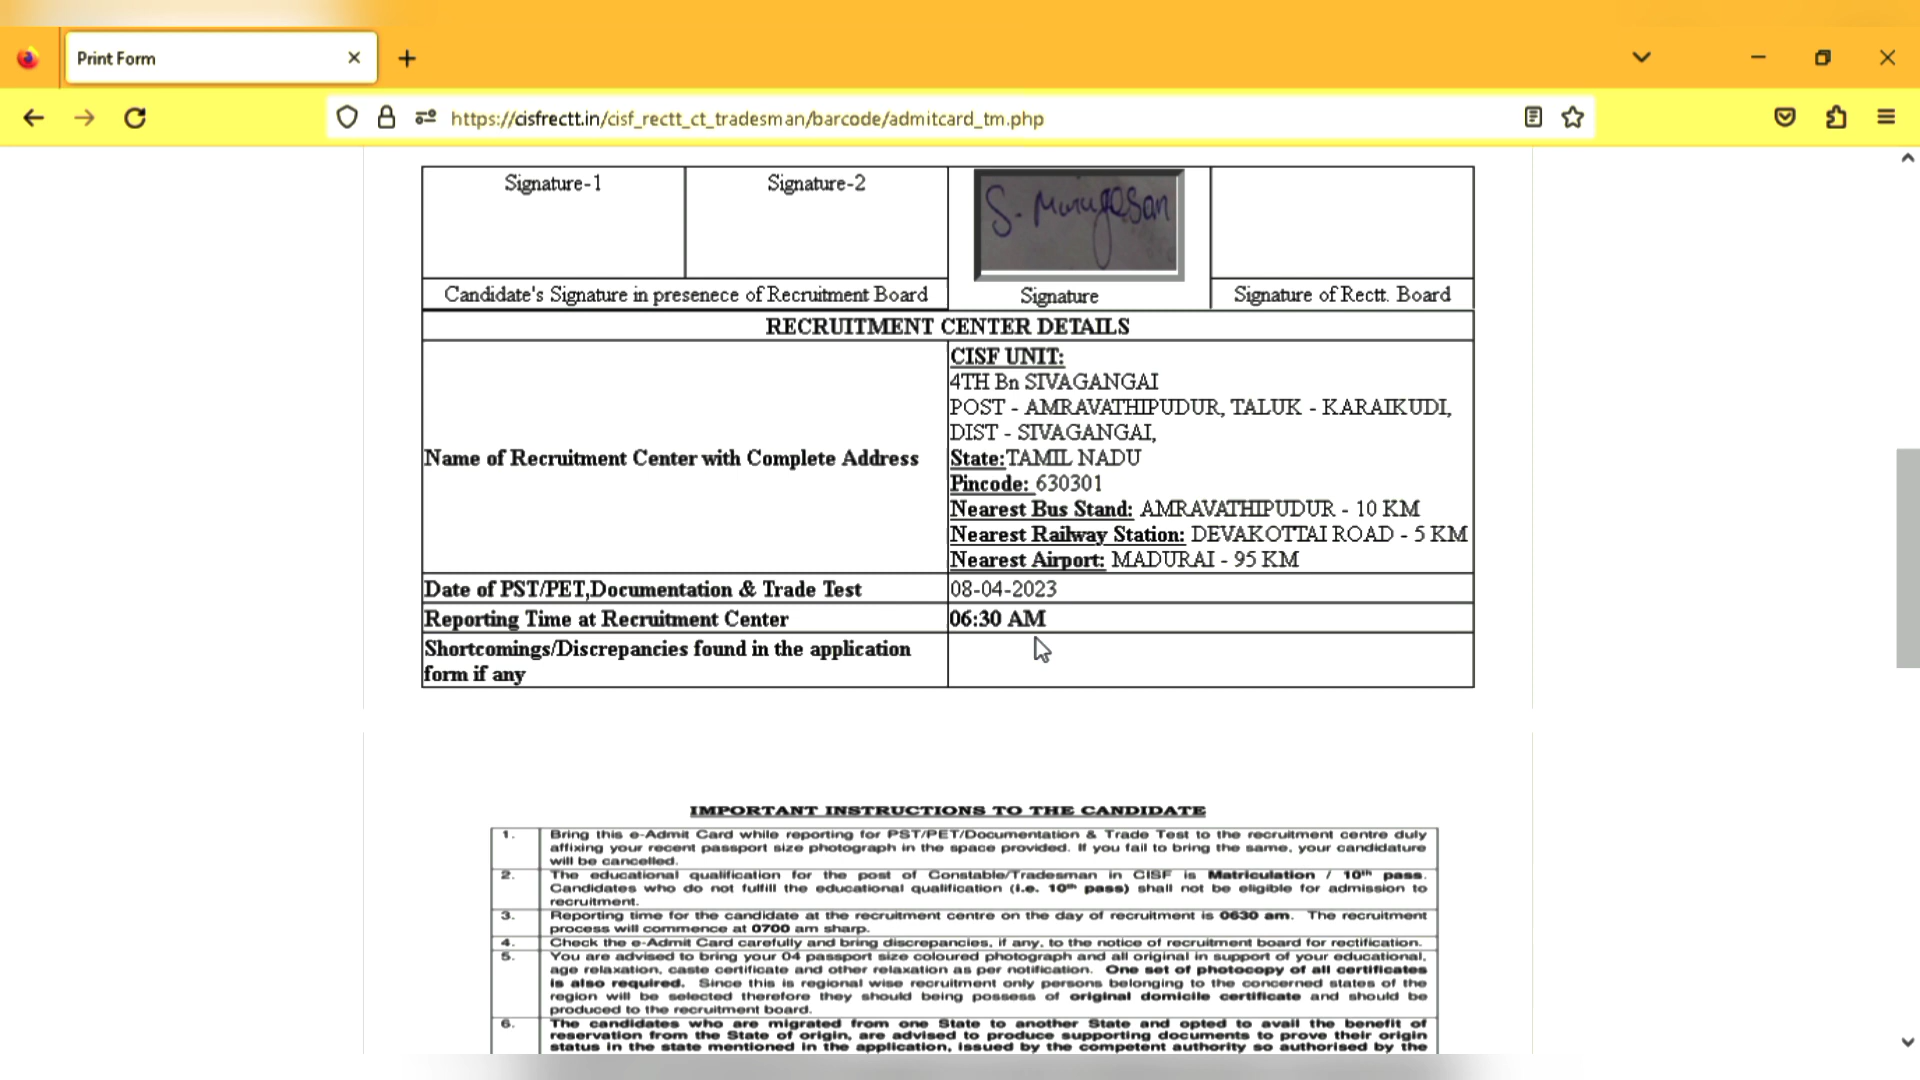 Print Form
https://cisfrectt.in/cisf_rectt_ct_tradesman/barcode/admitcard_tm.php
Signature-1
Signature-2
S. Murugesan
Candidate's Signature in presenece of Recruitment Board
Signature
Signature of Rectt. Board
RECRUITMENT CENTER DETAILS
Name of Recruitment Center with Complete Address
CISF UNIT:
4TH Bn SIVAGANGAI
POST - AMRAVATHIPUDUR, TALUK - KARAIKUDI,
DIST - SIVAGANGAI,
State:TAMIL NADU
Pincode: 630301
Nearest Bus Stand: AMRAVATHIPUDUR - 10 KM
Nearest Railway Station: DEVAKOTTAI ROAD - 5 KM
Nearest Airport: MADURAI - 95 KM
Date of PST/PET,Documentation & Trade Test
08-04-2023
Reporting Time at Recruitment Center
06:30 AM
Shortcomings/Discrepancies found in the application
form if any
IMPORTANT INSTRUCTIONS TO THE CANDIDATE
1. Bring this e-Admit Card while reporting for PST/PET/Documentation & Trade Test to the recruitment centre duly
affixing your recent passport size photograph in the space provided. If you fail to bring the same, your candidature
will be cancelled.
2. The educational qualification for the post of Constable/Tradesman in CISF is Matriculation / 10th pass.
Candidates who do not fulfill the educational qualification (i.e. 10th pass) shall not be eligible for admission to
recruitment.
3. Reporting time for the candidate at the recruitment centre on the day of recruitment is 0630 am. The recruitment
process will commence at 0700 am sharp.
4. Check the e-Admit Card carefully and bring discrepancies, if any, to the notice of recruitment board for rectification.
5. You are advised to bring your 04 passport size coloured photograph and all original in support of your educational,
age relaxation, caste certificate and other relaxation as per notification. One set of photocopy of all certificates
is also required. Since this is regional wise recruitment only persons belonging to the concerned states of the
region will be selected therefore they should being possess of original domicile certificate and should be
produced to the recruitment board.
6. The candidates who are migrated from one State to another State and opted to avail the benefit of
reservation from the State of origin, are advised to produce supporting documents to prove their origin
status in the state mentioned in the application, issued by the competent authority so authorised by the